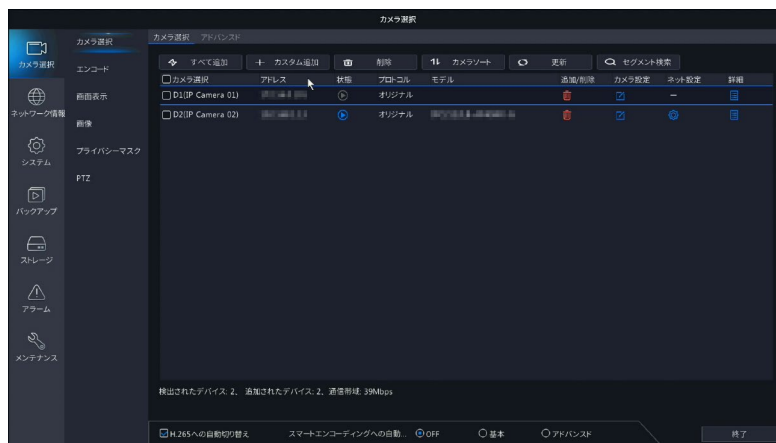 カメラ選択
カメラ選択
ネットワーク情報
システム
バックアップ
ストレージ
アラーム
メンテナンス
カメラ選択
エンコード
画面表示
画像
プライバシーマスク
PTZ
カメラ選択 アドバンスド
すべて追加 カスタム追加 削除 カメラソート 更新 セグメント検索
カメラ選択 アドレス 状態 プロトコル モデル 追加/削除 カメラ設定 ネット設定 詳細
D1(IP Camera 01) オリジナル –
D2(IP Camera 02) オリジナル
検出されたデバイス: 2、 追加されたデバイス: 2、通信帯域: 39Mbps
H.265への自動切り替え スマートエンコーディングへの自動... OFF 基本 アドバンスド
終了